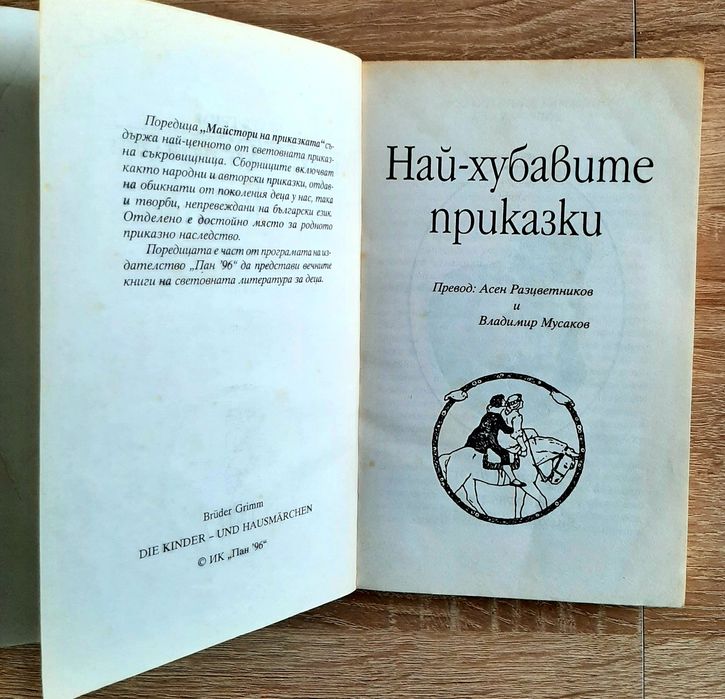 Поредица „Майстори на приказката“ съ-
държа най-ценното от световната приказ-
на съкровищница. Сборниците включват
както народни и авторски приказки, отдав-
на обикнати от поколения деца у нас, така
и творби, непревеждани на български език.
Отделено е достойно място за родното
приказно наследство.
Поредицата е част от програмата на из-
дателство „Пан '96“ да представи вечните
книги на световната литература за деца.
Brüder Grimm
DIE KINDER – UND HAUSMÄRCHEN
© ИК „Пан '96“
Най-хубавите
приказки
Превод: Асен Разцветников
и
Владимир Мусаков